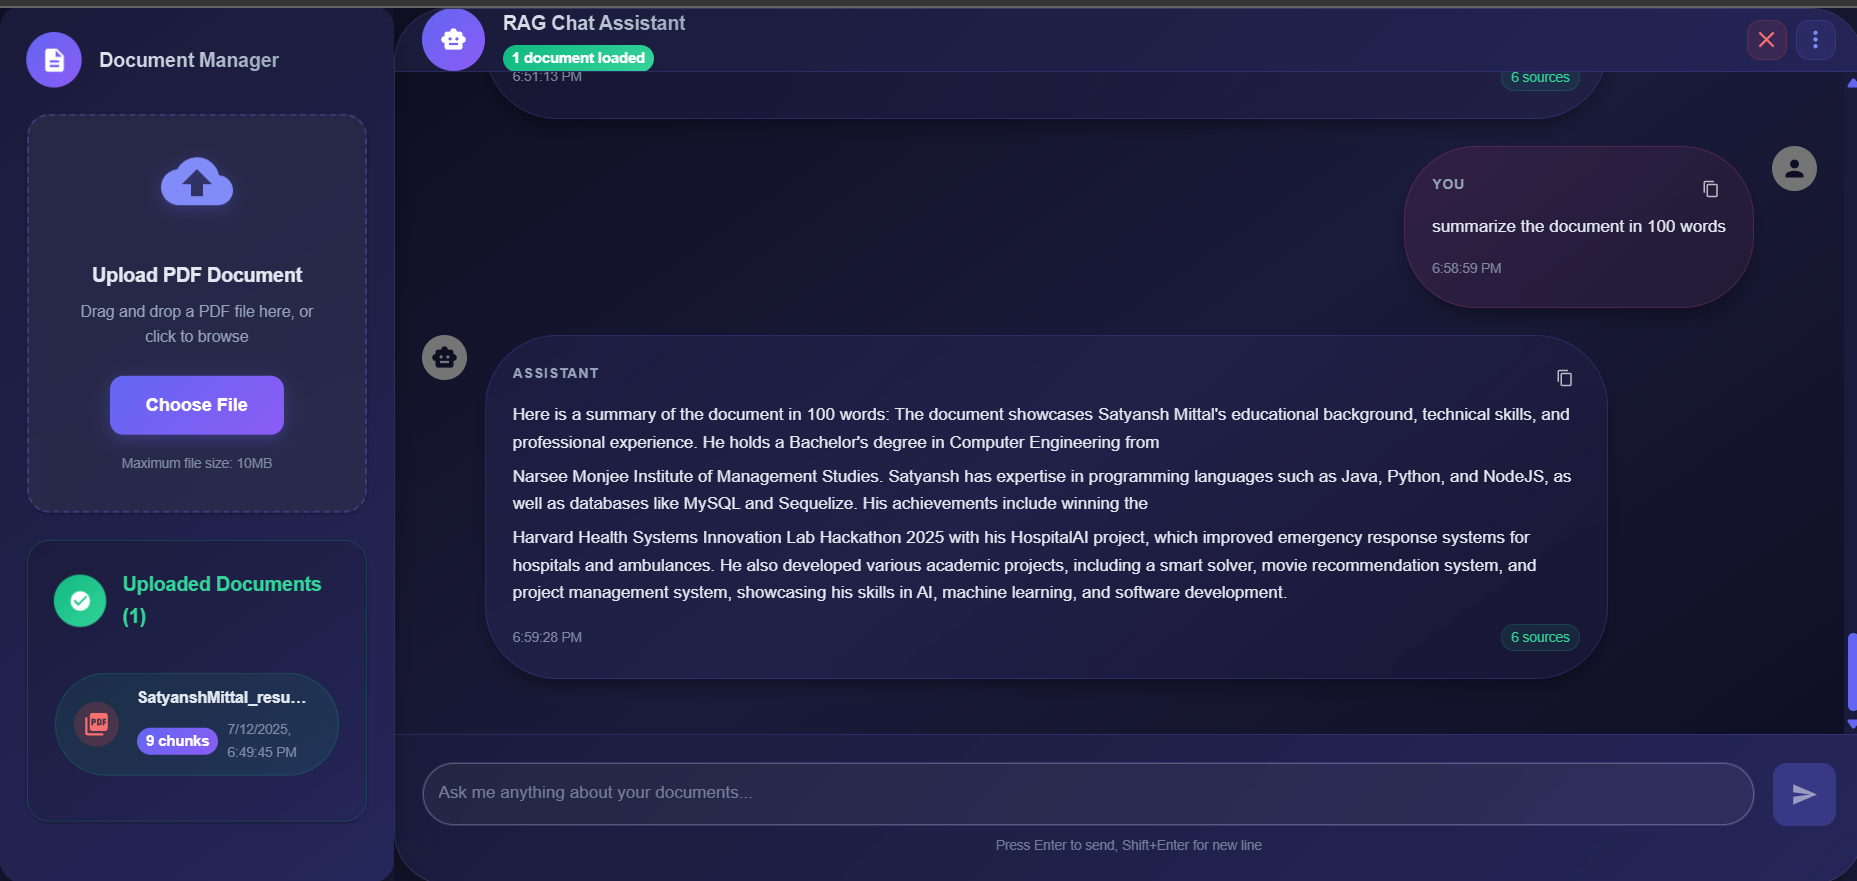 Document Manager
Upload PDF Document
Drag and drop a PDF file here, or
click to browse
Choose File
Maximum file size: 10MB
Uploaded Documents
(1)
PDF
SatyanshMittal_resu...
9 chunks
7/12/2025,
6:49:45 PM
RAG Chat Assistant
1 document loaded
6:51:13 PM
6 sources
YOU
summarize the document in 100 words
6:58:59 PM
ASSISTANT
Here is a summary of the document in 100 words: The document showcases Satyansh Mittal's educational background, technical skills, and
professional experience. He holds a Bachelor's degree in Computer Engineering from
Narsee Monjee Institute of Management Studies. Satyansh has expertise in programming languages such as Java, Python, and NodeJS, as
well as databases like MySQL and Sequelize. His achievements include winning the
Harvard Health Systems Innovation Lab Hackathon 2025 with his HospitalAI project, which improved emergency response systems for
hospitals and ambulances. He also developed various academic projects, including a smart solver, movie recommendation system, and
project management system, showcasing his skills in AI, machine learning, and software development.
6:59:28 PM
6 sources
Ask me anything about your documents...
Press Enter to send, Shift+Enter for new line